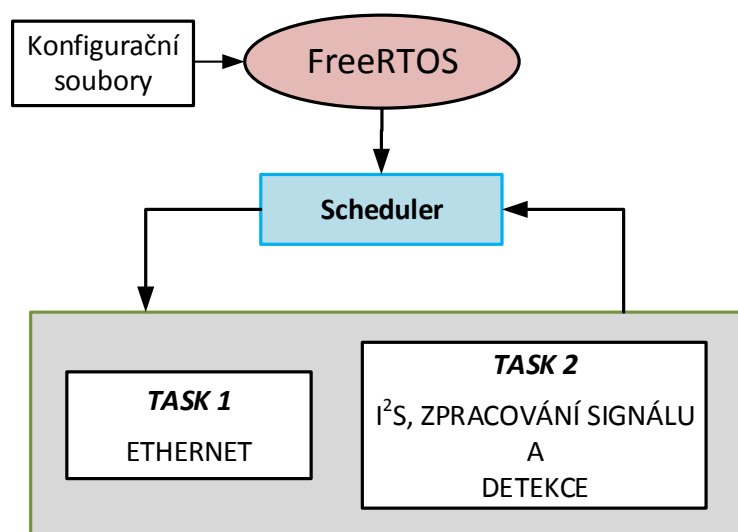 Konfigurační
soubory
FreeRTOS
Scheduler
TASK 1
ETHERNET
TASK 2
I²S, ZPRACOVÁNÍ SIGNÁLU
A
DETEKCE